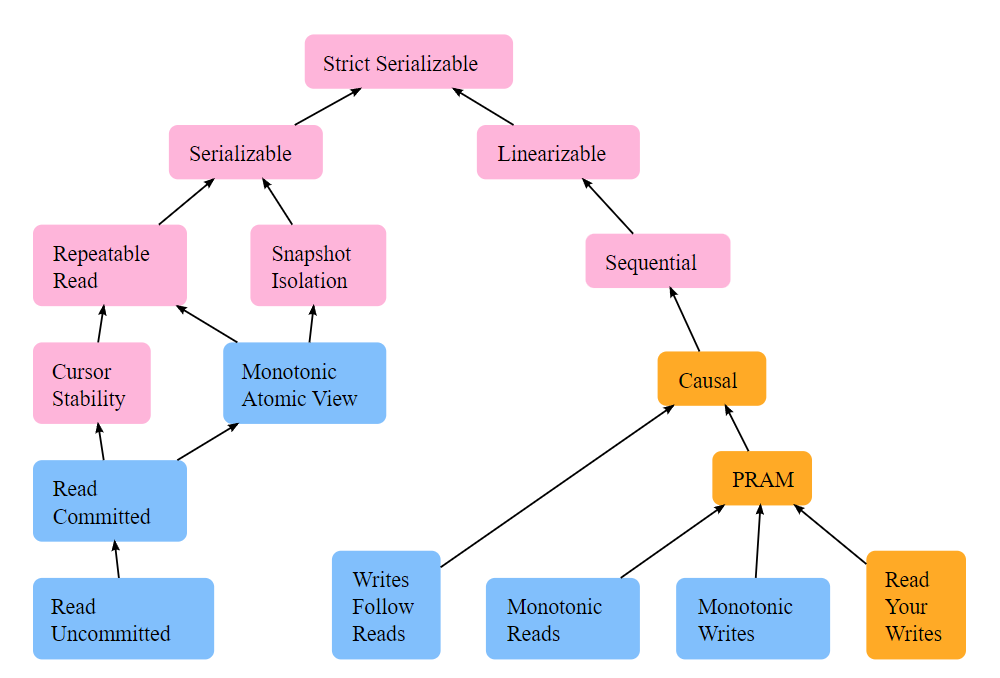 Strict Serializable
Serializable
Linearizable
Repeatable
Read
Snapshot
Isolation
Sequential
Cursor
Stability
Monotonic
Atomic View
Causal
Read
Committed
PRAM
Read
Uncommitted
Writes
Follow
Reads
Monotonic
Reads
Monotonic
Writes
Read
Your
Writes